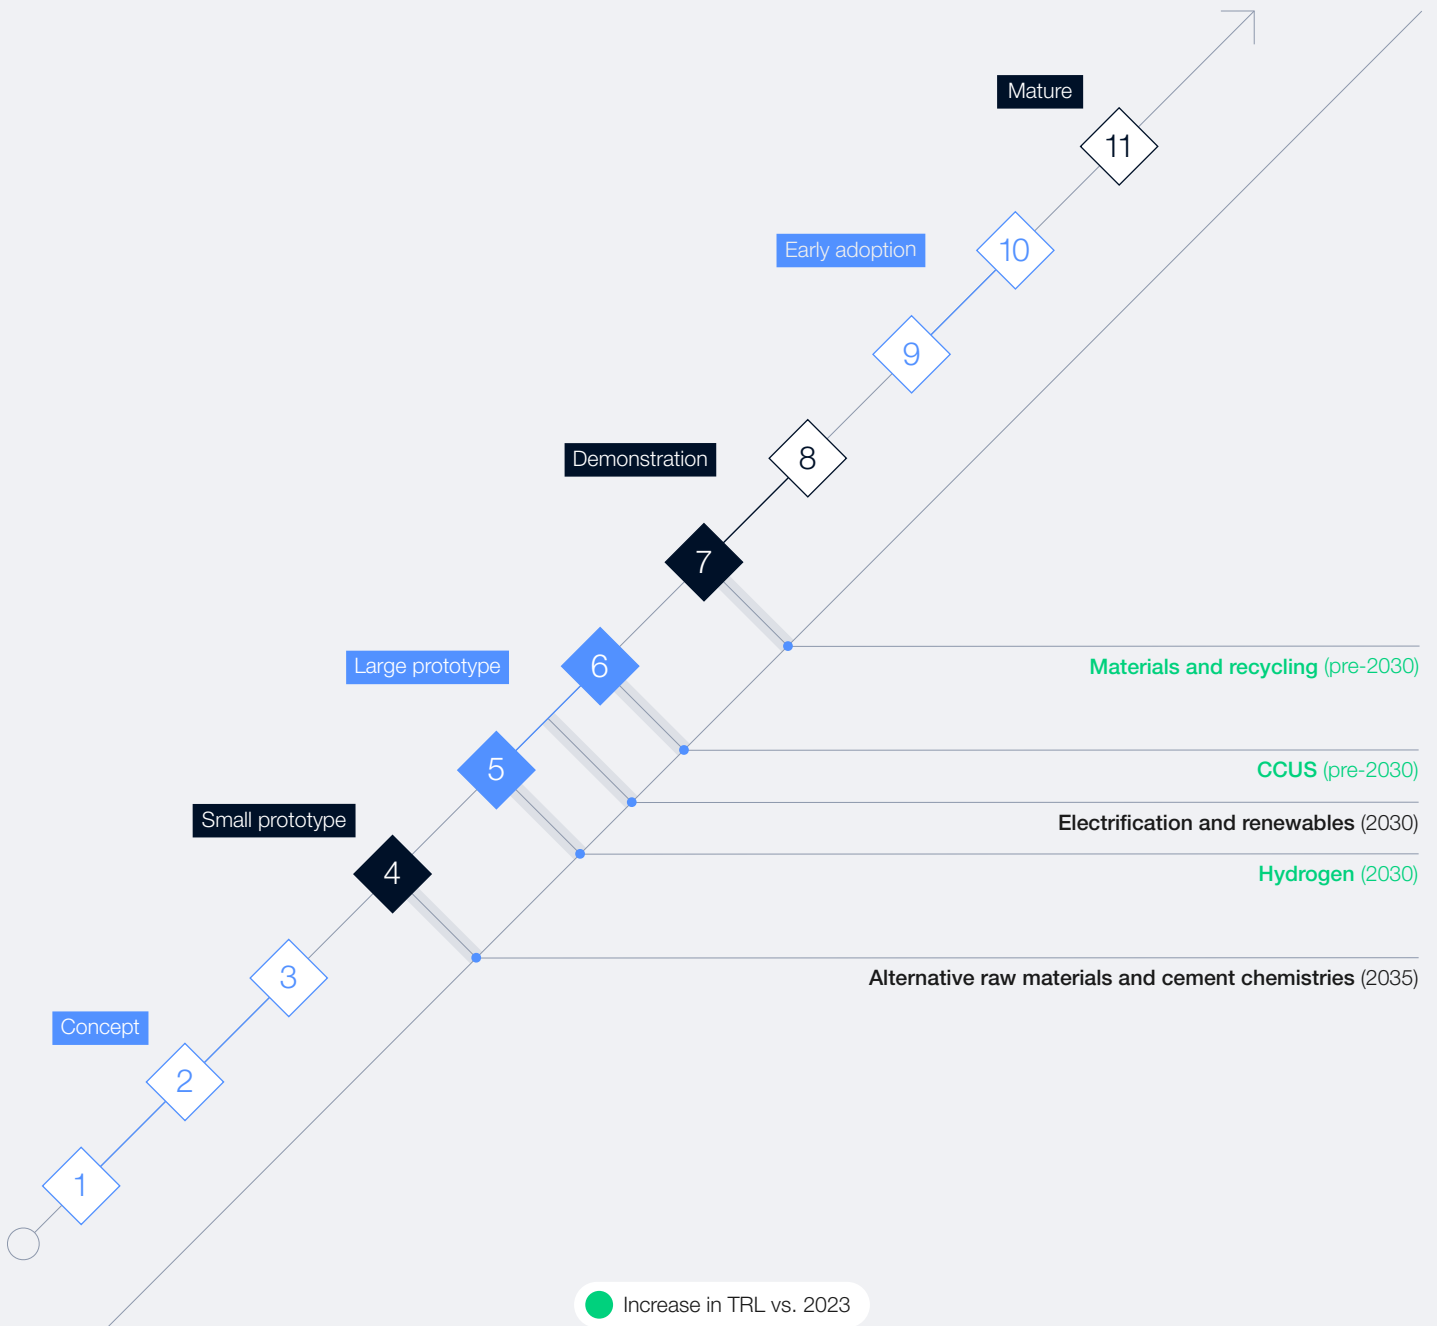 Mature
11
Early adoption
10
9
Demonstration
8
7
Large prototype
6
Materials and recycling (pre-2030)
5
CCUS (pre-2030)
Small prototype
Electrification and renewables (2030)
4
Hydrogen (2030)
3
Alternative raw materials and cement chemistries (2035)
Concept
2
1
Increase in TRL vs. 2023